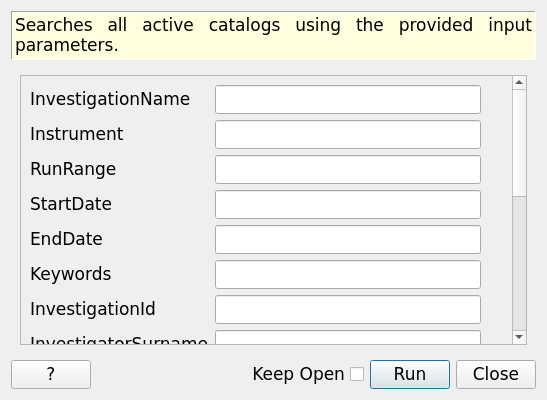 Searches all active catalogs using the provided input
parameters.
InvestigationName
Instrument
RunRange
StartDate
EndDate
Keywords
InvestigationId
InvestigatorSurname
?
Keep Open
Run
Close